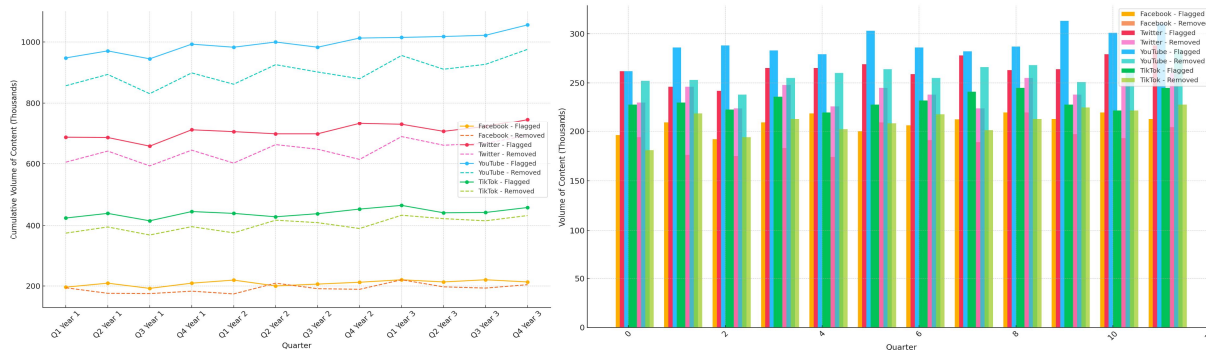 Cumulative Volume of Content (Thousands)
1000
800
600
400
200
Q1 Year 1
Q2 Year 1
Q3 Year 1
Q4 Year 1
Q1 Year 2
Q2 Year 2
Q3 Year 2
Q4 Year 2
Q1 Year 3
Q2 Year 3
Q3 Year 3
Q4 Year 3
Quarter
Facebook - Flagged
Facebook - Removed
Twitter - Flagged
Twitter - Removed
YouTube - Flagged
YouTube - Removed
TikTok - Flagged
TikTok - Removed
Volume of Content (Thousands)
300
250
200
150
100
50
0
0
2
4
6
8
10
Quarter
Facebook - Flagged
Facebook - Removed
Twitter - Flagged
Twitter - Removed
YouTube - Flagged
YouTube - Removed
TikTok - Flagged
TikTok - Removed